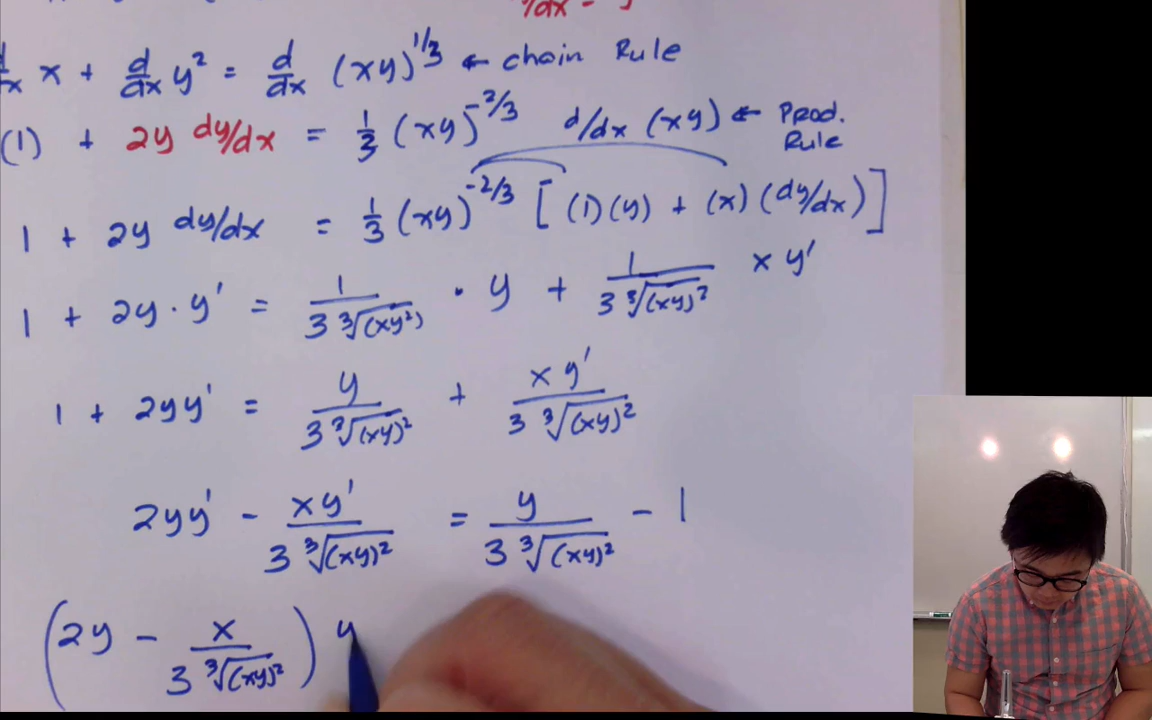 dx
d/dx x + d/dx y² = d/dx (xy)^1/3 ← chain Rule
(1) + 2y dy/dx = 1/3 (xy)^-2/3 d/dx (xy) ← Prod. Rule
1 + 2y dy/dx = 1/3 (xy)^-2/3 [(1)(y) + (x)(dy/dx)]
1 + 2y · y' = 1/(3 ∛(xy²)) · y + 1/(3 ∛(xy)²) x y'
1 + 2yy' = y/(3 ∛(xy)²) + xy'/(3 ∛(xy)²)
2yy' - xy'/(3 ∛(xy)²) = y/(3 ∛(xy)²) - 1
(2y - x/(3 ∛(xy)²)) y